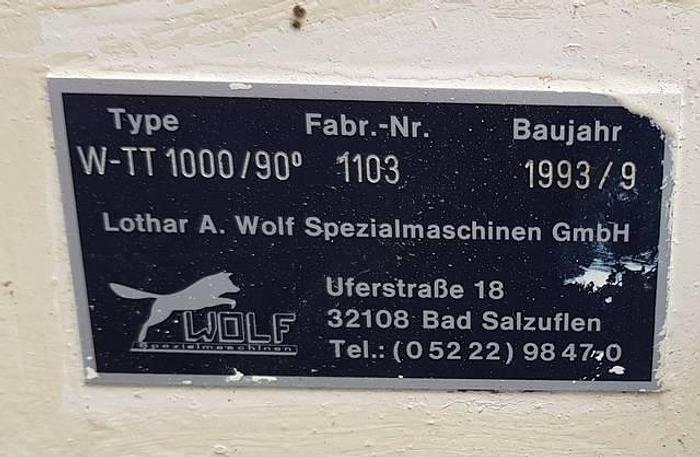 Type Fabr.-Nr. Baujahr
W-TT 1000/90° 1103 1993/9
Lothar A. Wolf Spezialmaschinen GmbH
WOLF
Spezialmaschinen
Uferstraße 18
32108 Bad Salzuflen
Tel.: (0 52 22) 98 47-0